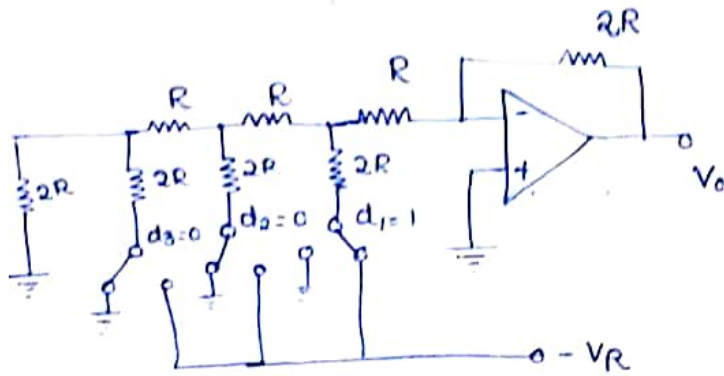 2R
R R R
-
2R 2R 2R 2R +
V₀
d₃=0 d₂=0 d₁=1
- VR